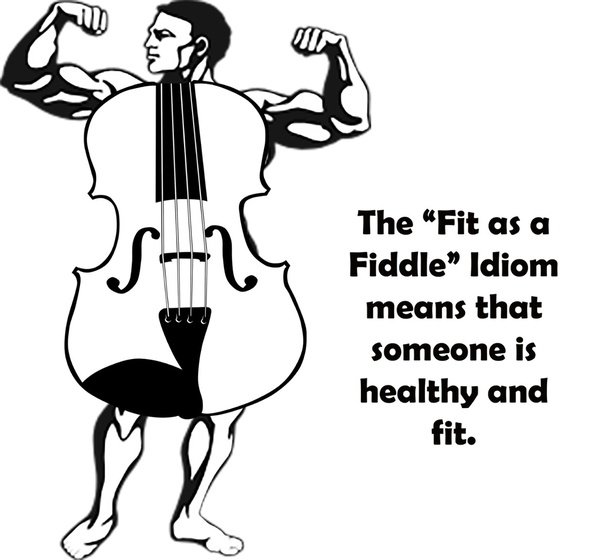 The “Fit as a
Fiddle” Idiom
means that
someone is
healthy and
fit.